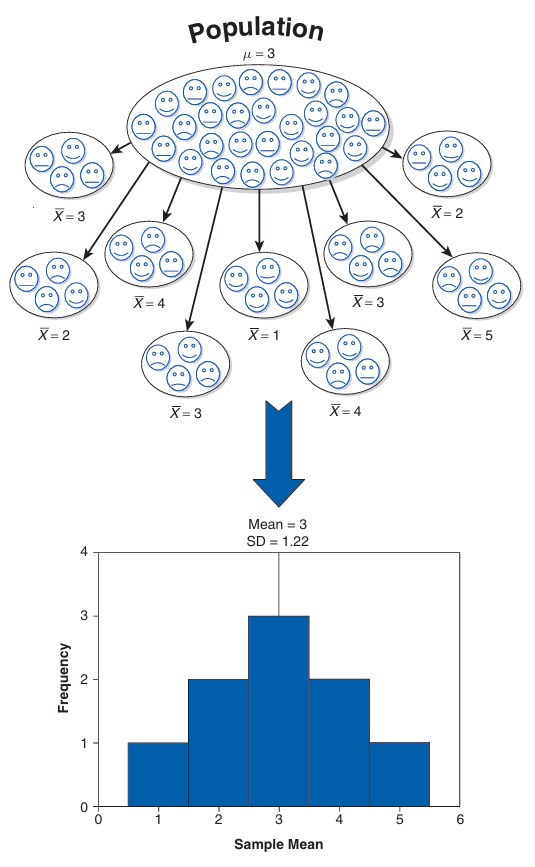 Population
μ = 3
X̅ = 3
X̅ = 2
X̅ = 2
X̅ = 4
X̅ = 1
X̅ = 3
X̅ = 5
X̅ = 3
X̅ = 4
Mean = 3
SD = 1.22
Frequency
4
3
2
1
0
0 1 2 3 4 5 6
Sample Mean